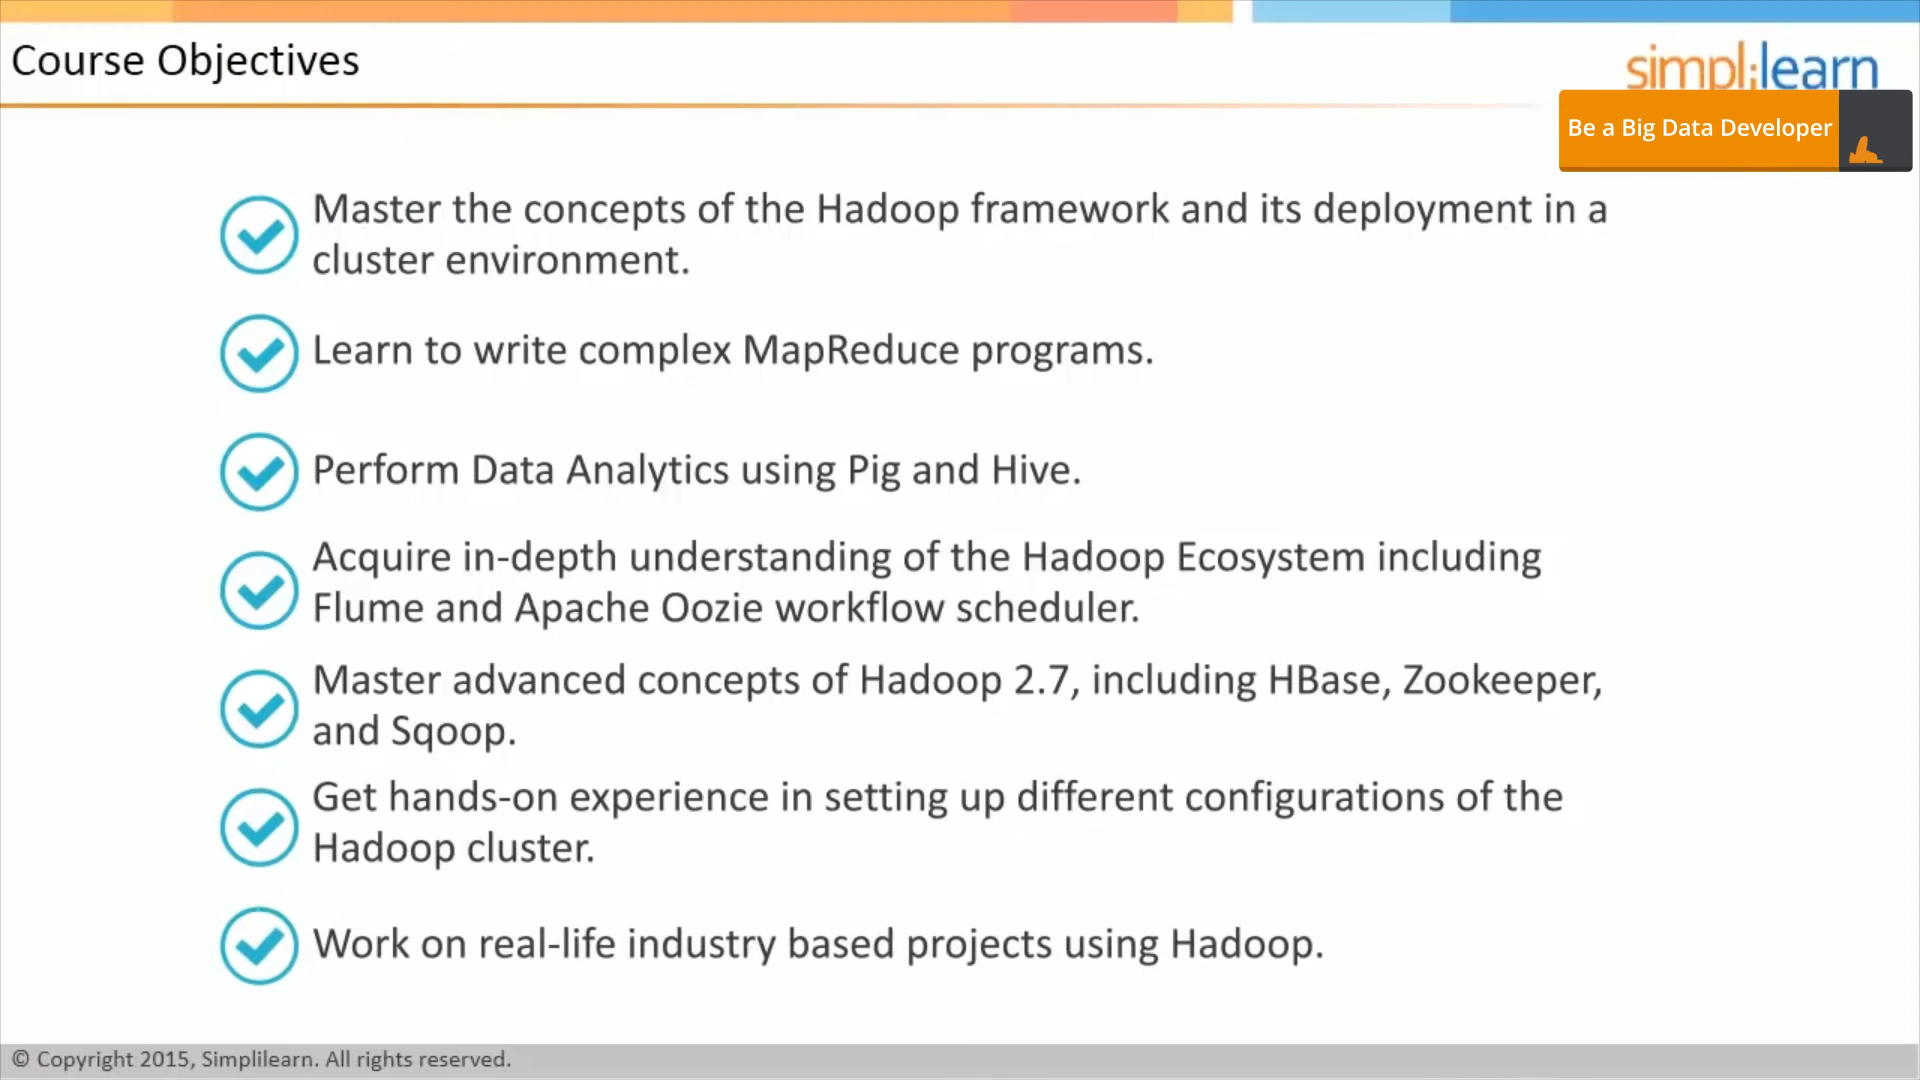 Course Objectives
simpl;learn
Be a Big Data Developer
Master the concepts of the Hadoop framework and its deployment in a
cluster environment.
Learn to write complex MapReduce programs.
Perform Data Analytics using Pig and Hive.
Acquire in-depth understanding of the Hadoop Ecosystem including
Flume and Apache Oozie workflow scheduler.
Master advanced concepts of Hadoop 2.7, including HBase, Zookeeper,
and Sqoop.
Get hands-on experience in setting up different configurations of the
Hadoop cluster.
Work on real-life industry based projects using Hadoop.
© Copyright 2015, Simplilearn. All rights reserved.